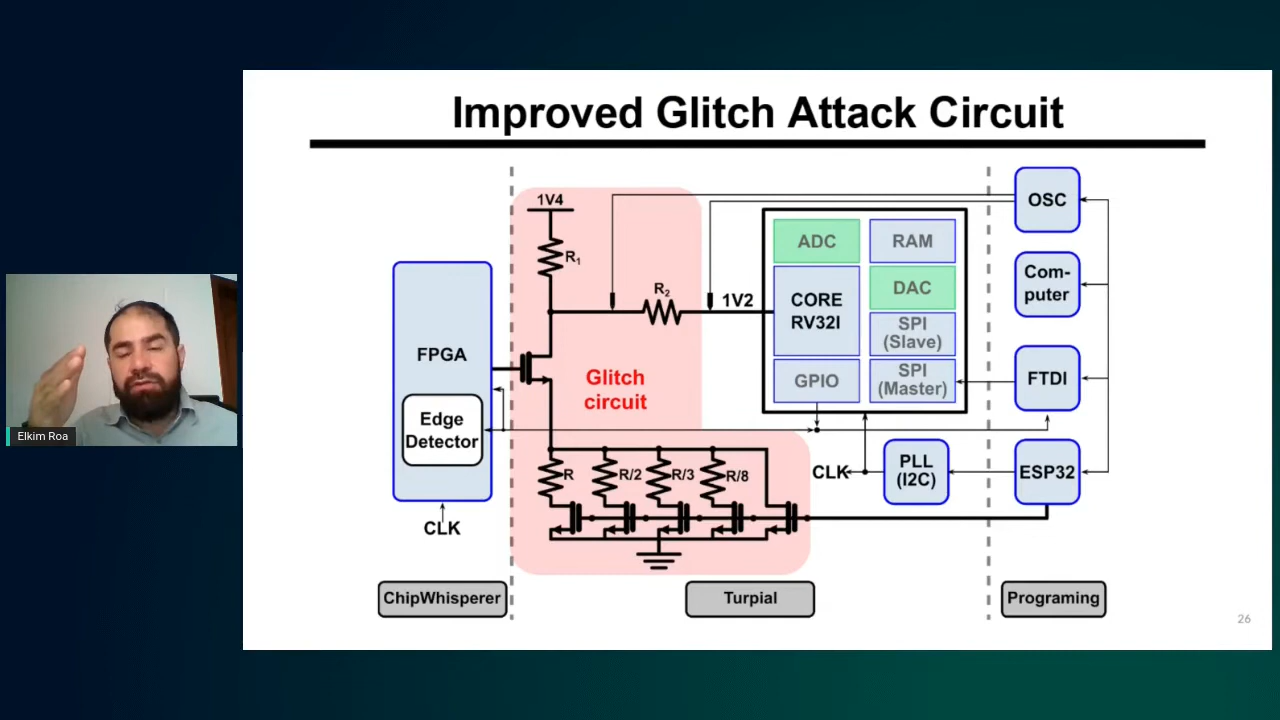 Improved Glitch Attack Circuit
1V4
R1
R2
1V2
FPGA
Edge
Detector
CLK
Glitch
circuit
R
R/2
R/3
R/8
ADC
RAM
CORE
RV32I
DAC
SPI
(Slave)
GPIO
SPI
(Master)
CLK
PLL
(I2C)
OSC
Com-
puter
FTDI
ESP32
ChipWhisperer
Turpial
Programing
26
Elkim Roa